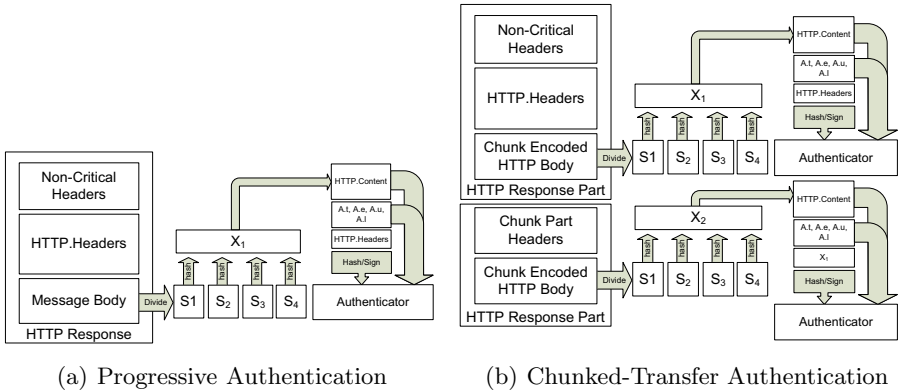 Non-Critical
Headers
HTTP.Headers
Message Body
HTTP Response
Divide
X1
hash
hash
hash
hash
S1
S2
S3
S4
HTTP.Content
A.t, A.e, A.u,
A.l
HTTP.Headers
Hash/Sign
Authenticator
(a) Progressive Authentication
Non-Critical
Headers
HTTP.Headers
Chunk Encoded
HTTP Body
HTTP Response Part
Divide
X1
hash
hash
hash
hash
S1
S2
S3
S4
HTTP.Content
A.t, A.e, A.u,
A.l
HTTP.Headers
Hash/Sign
Authenticator
Chunk Part
Headers
Chunk Encoded
HTTP Body
HTTP Response Part
Divide
X2
hash
hash
hash
hash
S1
S2
S3
S4
HTTP.Content
A.t, A.e, A.u,
A.l
X1
Hash/Sign
Authenticator
(b) Chunked-Transfer Authentication